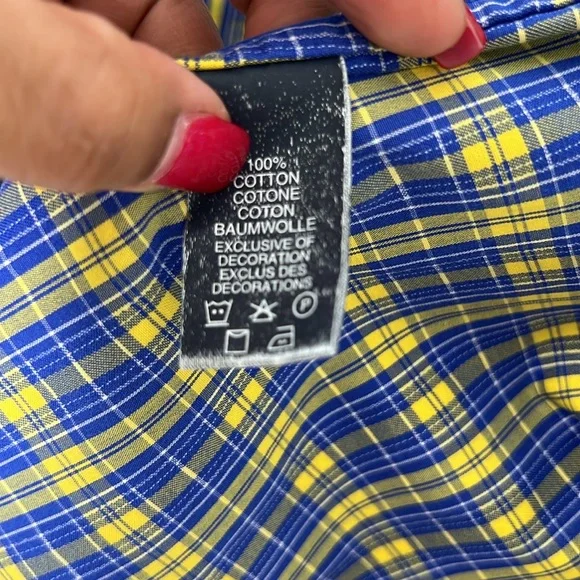 100%
COTTON
COTONE
COTON
BAUMWOLLE
EXCLUSIVE OF
DECORATION
EXCLUS DES
DECORATIONS
P